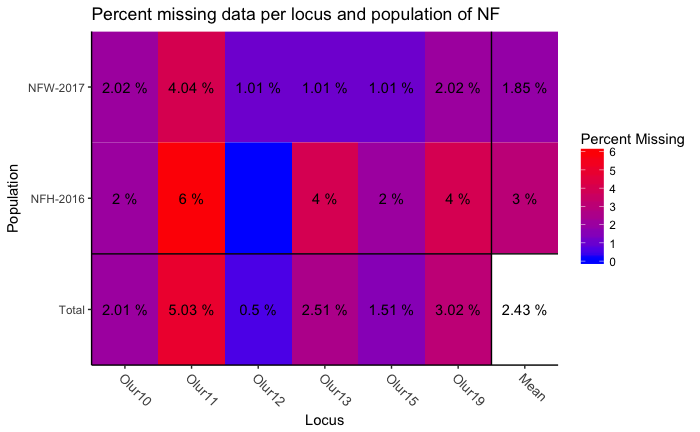 Percent missing data per locus and population of NF
Population
NFW-2017 2.02 % 4.04 % 1.01 % 1.01 % 1.01 % 2.02 % 1.85 %
NFH-2016 2 % 6 % 4 % 2 % 4 % 3 %
Total 2.01 % 5.03 % 0.5 % 2.51 % 1.51 % 3.02 % 2.43 %
Olur10 Olur11 Olur12 Olur13 Olur15 Olur19 Mean
Locus
Percent Missing
6
5
4
3
2
1
0